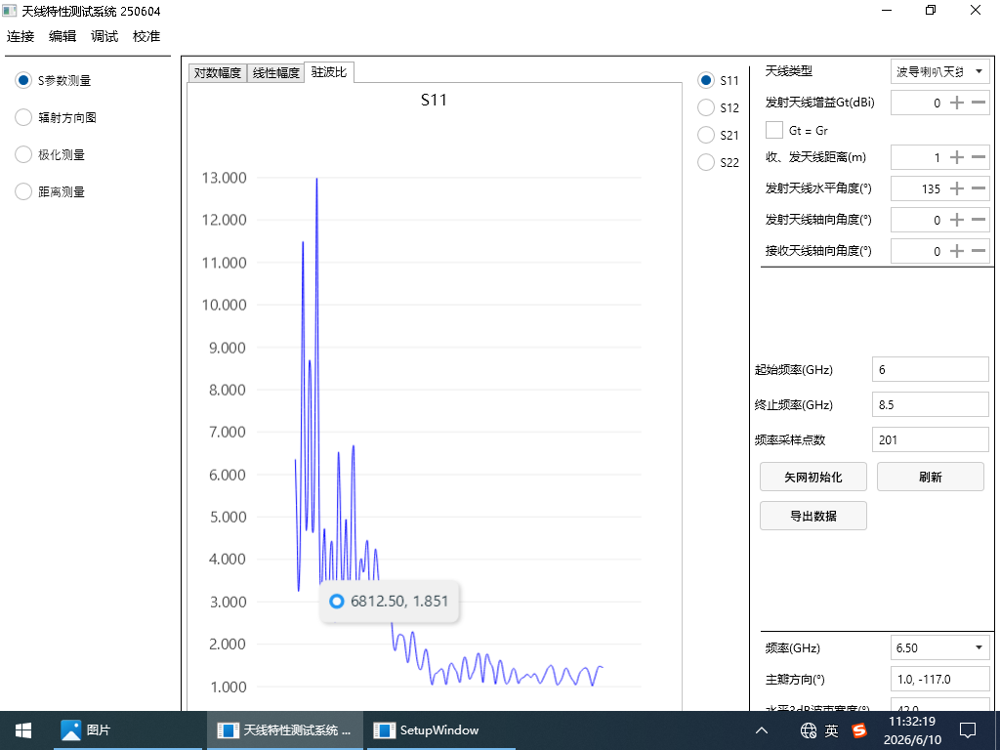 天线特性测试系统 250604
连接 编辑 调试 校准
S参数测量
辐射方向图
极化测量
距离测量
对数幅度 线性幅度 驻波比
S11
13.000
12.000
11.000
10.000
9.000
8.000
7.000
6.000
5.000
4.000
3.000
2.000
1.000
6812.50, 1.851
S11
S12
S21
S22
天线类型 波导喇叭天线
发射天线增益Gt(dBi) 0
Gt = Gr
收、发天线距离(m) 1
发射天线水平角度(°) 135
发射天线轴向角度(°) 0
接收天线轴向角度(°) 0
起始频率(GHz) 6
终止频率(GHz) 8.5
频率采样点数 201
矢网初始化 刷新
导出数据
频率(GHz) 6.50
主瓣方向(°) 1.0, -117.0
水平3dB波束宽度(°) 42.0
图片
天线特性测试系统 ...
SetupWindow
英
11:32:19
2026/6/10